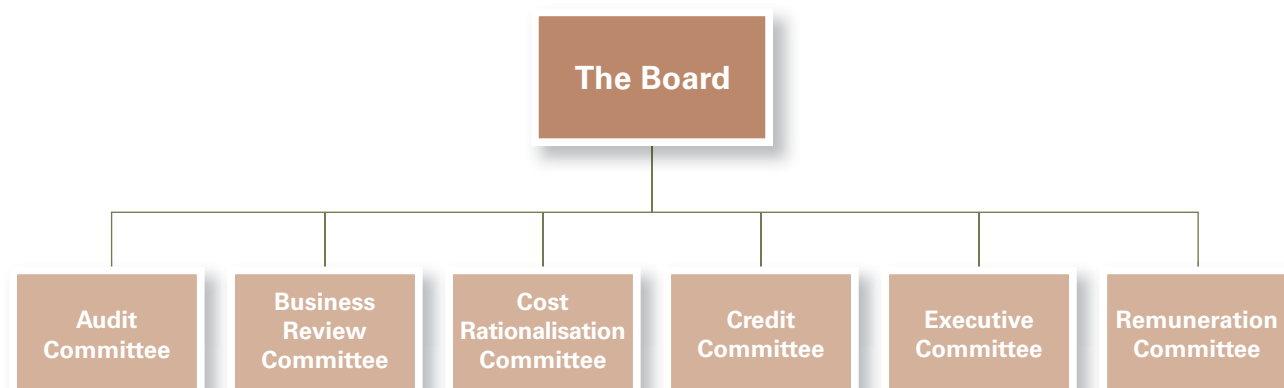 The Board
Audit
Committee
Business
Review
Committee
Cost
Rationalisation
Committee
Credit
Committee
Executive
Committee
Remuneration
Committee